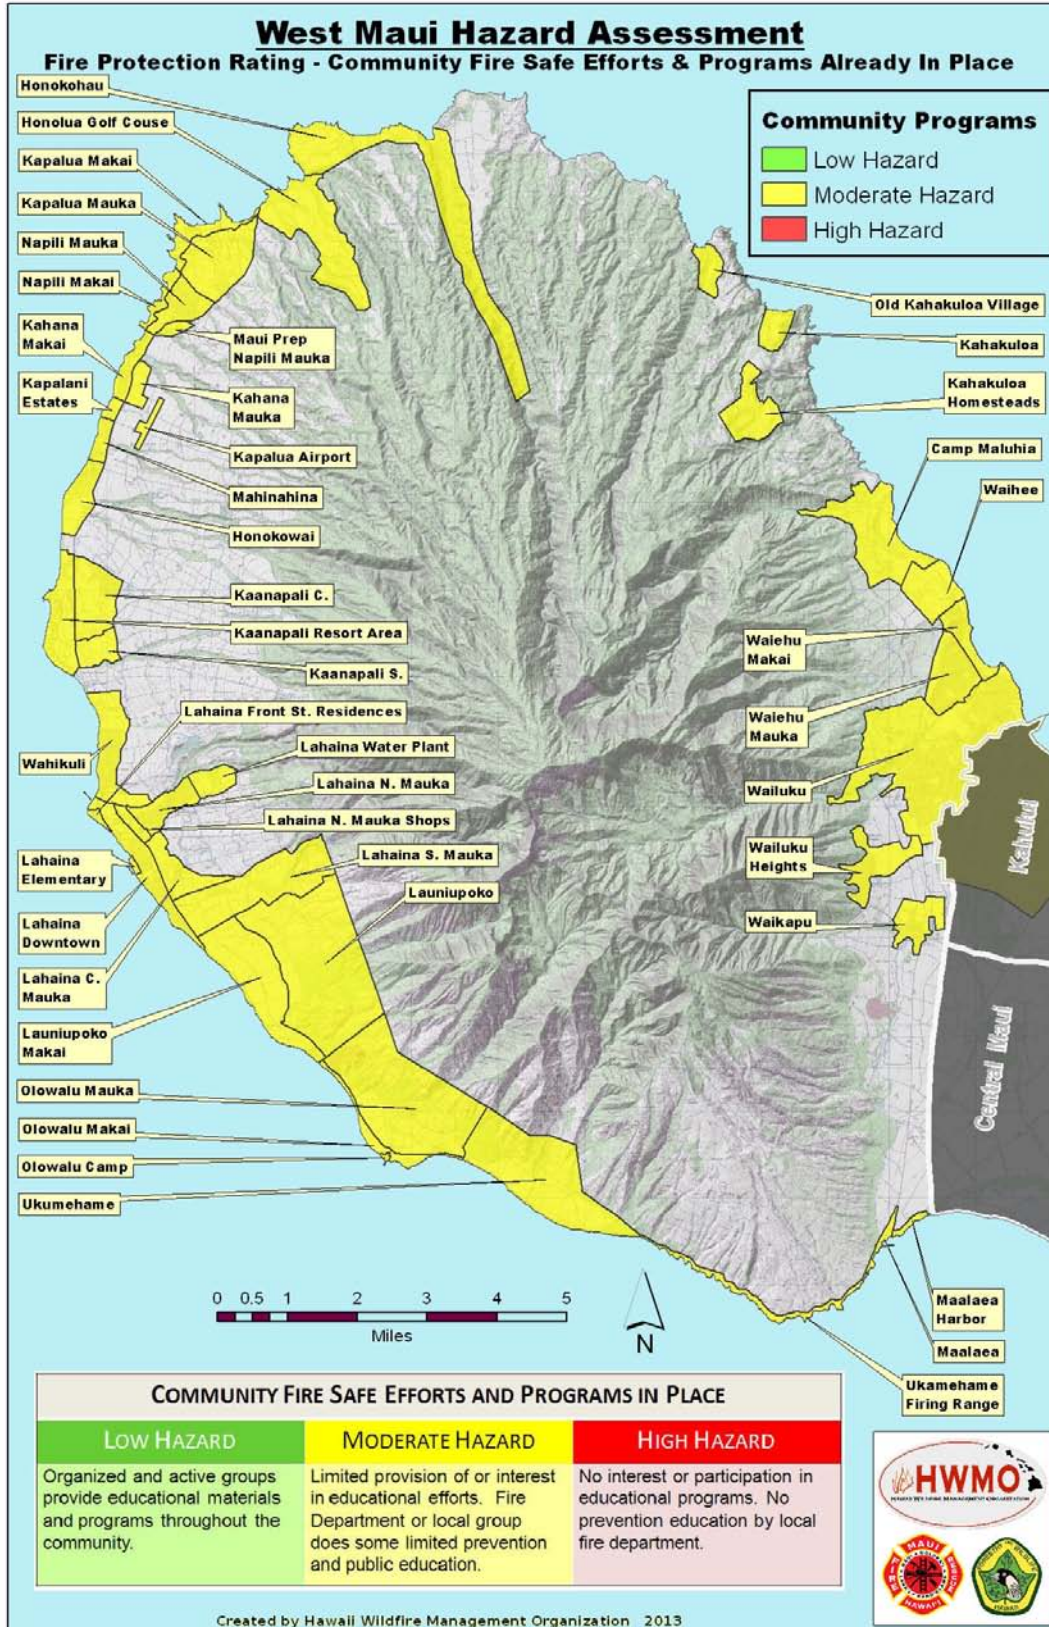 West Maui Hazard Assessment
Fire Protection Rating - Community Fire Safe Efforts & Programs Already In Place
Honokohau
Honolua Golf Couse
Kapalua Makai
Kapalua Mauka
Napili Mauka
Napili Makai
Kahana
Makai
Kapalani
Estates
Maui Prep
Napili Mauka
Kahana
Mauka
Kapalua Airport
Mahinahina
Honokowai
Kaanapali C.
Kaanapali Resort Area
Kaanapali S.
Lahaina Front St. Residences
Wahikuli
Lahaina Water Plant
Lahaina N. Mauka
Lahaina N. Mauka Shops
Lahaina S. Mauka
Launiupoko
Lahaina
Elementary
Lahaina
Downtown
Lahaina C.
Mauka
Launiupoko
Makai
Olowalu Mauka
Olowalu Makai
Olowalu Camp
Ukumehame
Community Programs
Low Hazard
Moderate Hazard
High Hazard
Old Kahakuloa Village
Kahakuloa
Kahakuloa
Homesteads
Camp Maluhia
Waihee
Waiehu
Makai
Waiehu
Mauka
Wailuku
Wailuku
Heights
Waikapu
Kahului
Central Maui
Maalaea
Harbor
Maalaea
Ukamehame
Firing Range
0 0.5 1 2 3 4 5
Miles
N
COMMUNITY FIRE SAFE EFFORTS AND PROGRAMS IN PLACE
LOW HAZARD
Organized and active groups
provide educational materials
and programs throughout the
community.
MODERATE HAZARD
Limited provision of or interest
in educational efforts. Fire
Department or local group
does some limited prevention
and public education.
HIGH HAZARD
No interest or participation in
educational programs. No
prevention education by local
fire department.
HWMO
MAUI
FIRE
HAWAI'I
Created by Hawaii Wildfire Management Organization 2013